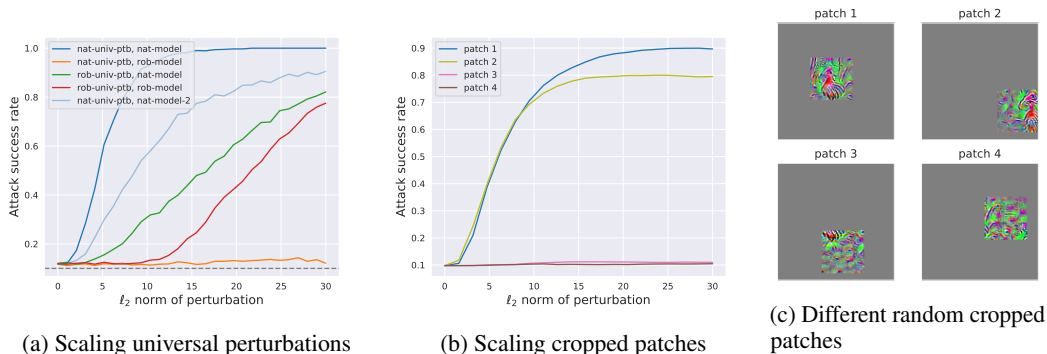 1.0
0.8
0.6
0.4
0.2
Attack success rate
nat-univ-ptb, nat-model
nat-univ-ptb, rob-model
rob-univ-ptb, nat-model
rob-univ-ptb, rob-model
nat-univ-ptb, nat-model-2
0 5 10 15 20 25 30
ℓ₂ norm of perturbation
(a) Scaling universal perturbations
0.9
0.8
0.7
0.6
0.5
0.4
0.3
0.2
0.1
Attack success rate
patch 1
patch 2
patch 3
patch 4
0 5 10 15 20 25 30
ℓ₂ norm of perturbation
(b) Scaling cropped patches
patch 1 patch 2
patch 3 patch 4
(c) Different random cropped
patches